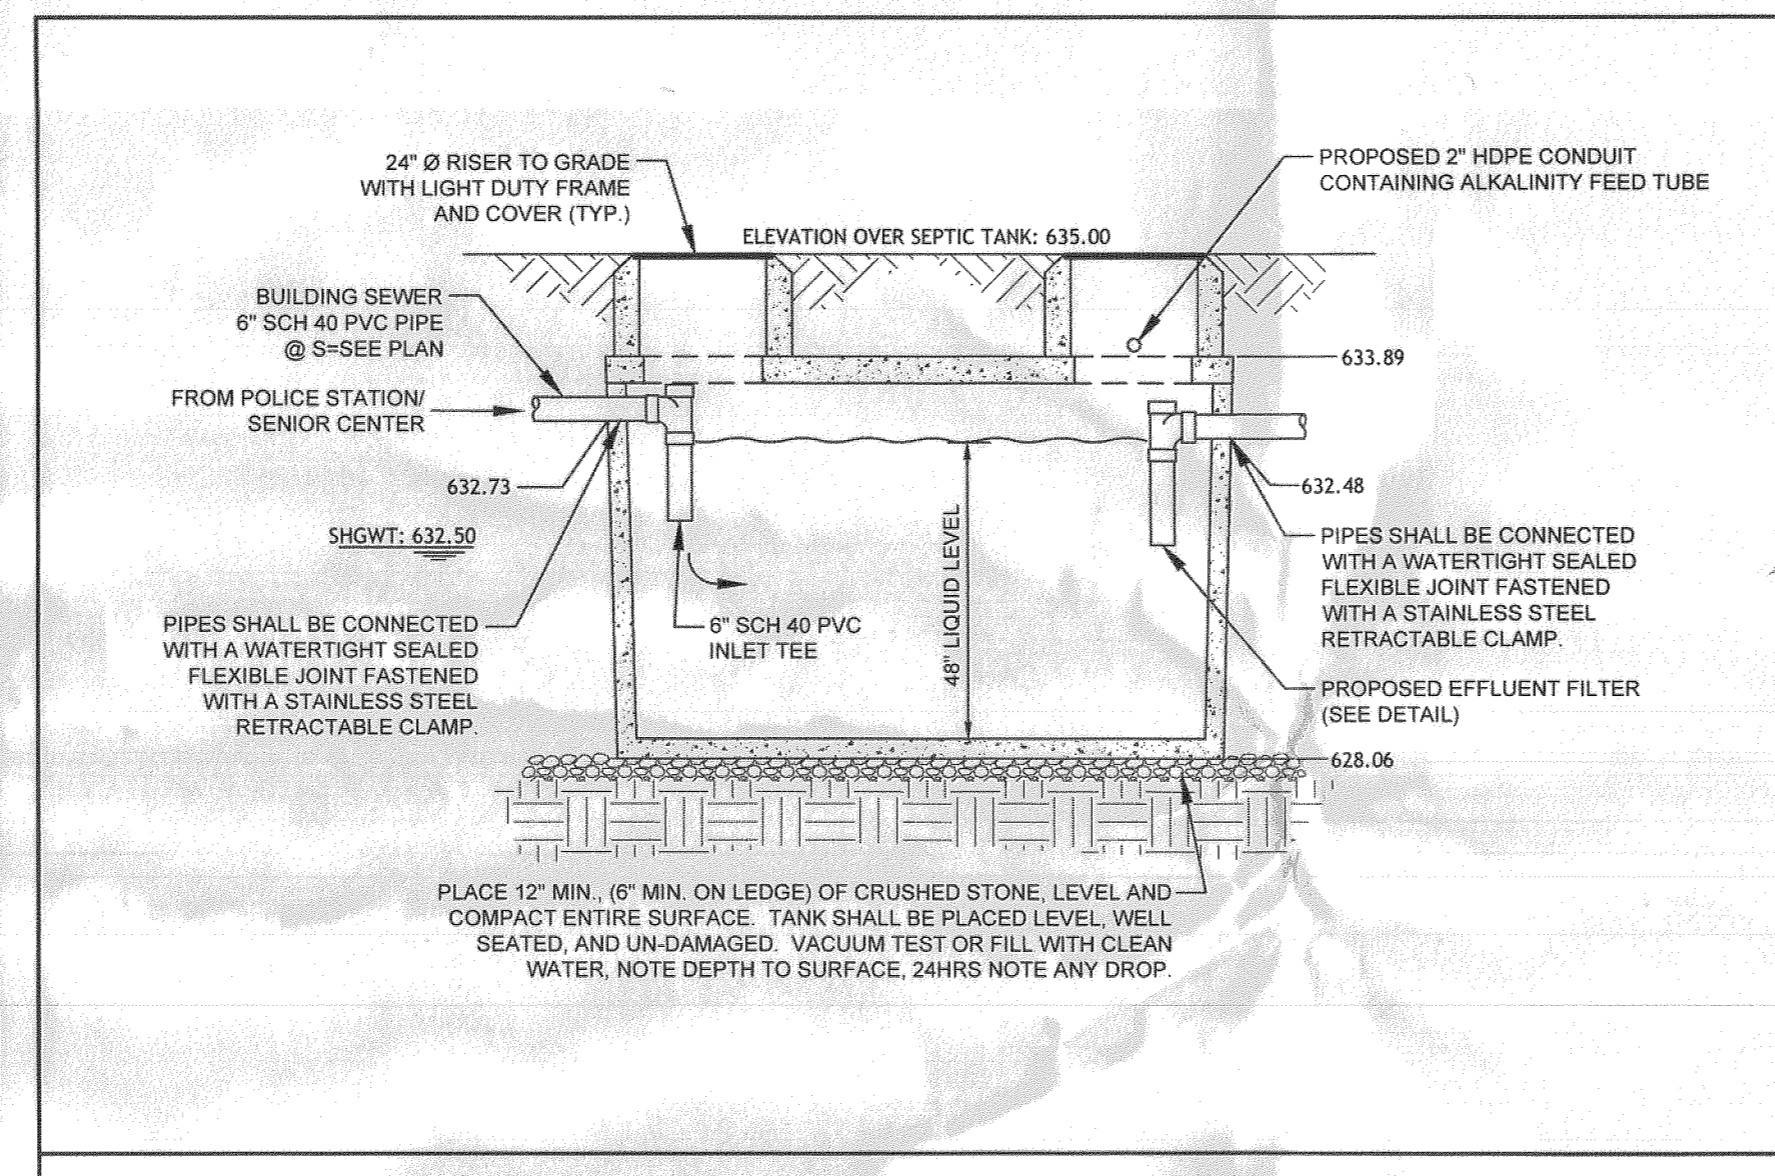 24" Ø RISER TO GRADE
WITH LIGHT DUTY FRAME
AND COVER (TYP.)
PROPOSED 2" HDPE CONDUIT
CONTAINING ALKALINITY FEED TUBE
ELEVATION OVER SEPTIC TANK: 635.00
BUILDING SEWER
6" SCH 40 PVC PIPE
@ S=SEE PLAN
633.89
FROM POLICE STATION/
SENIOR CENTER
632.73
632.48
SHGWT: 632.50
48" LIQUID LEVEL
PIPES SHALL BE CONNECTED
WITH A WATERTIGHT SEALED
FLEXIBLE JOINT FASTENED
WITH A STAINLESS STEEL
RETRACTABLE CLAMP.
PIPES SHALL BE CONNECTED
WITH A WATERTIGHT SEALED
FLEXIBLE JOINT FASTENED
WITH A STAINLESS STEEL
RETRACTABLE CLAMP.
6" SCH 40 PVC
INLET TEE
PROPOSED EFFLUENT FILTER
(SEE DETAIL)
628.06
PLACE 12" MIN., (6" MIN. ON LEDGE) OF CRUSHED STONE, LEVEL AND
COMPACT ENTIRE SURFACE. TANK SHALL BE PLACED LEVEL, WELL
SEATED, AND UN-DAMAGED. VACUUM TEST OR FILL WITH CLEAN
WATER, NOTE DEPTH TO SURFACE, 24HRS NOTE ANY DROP.